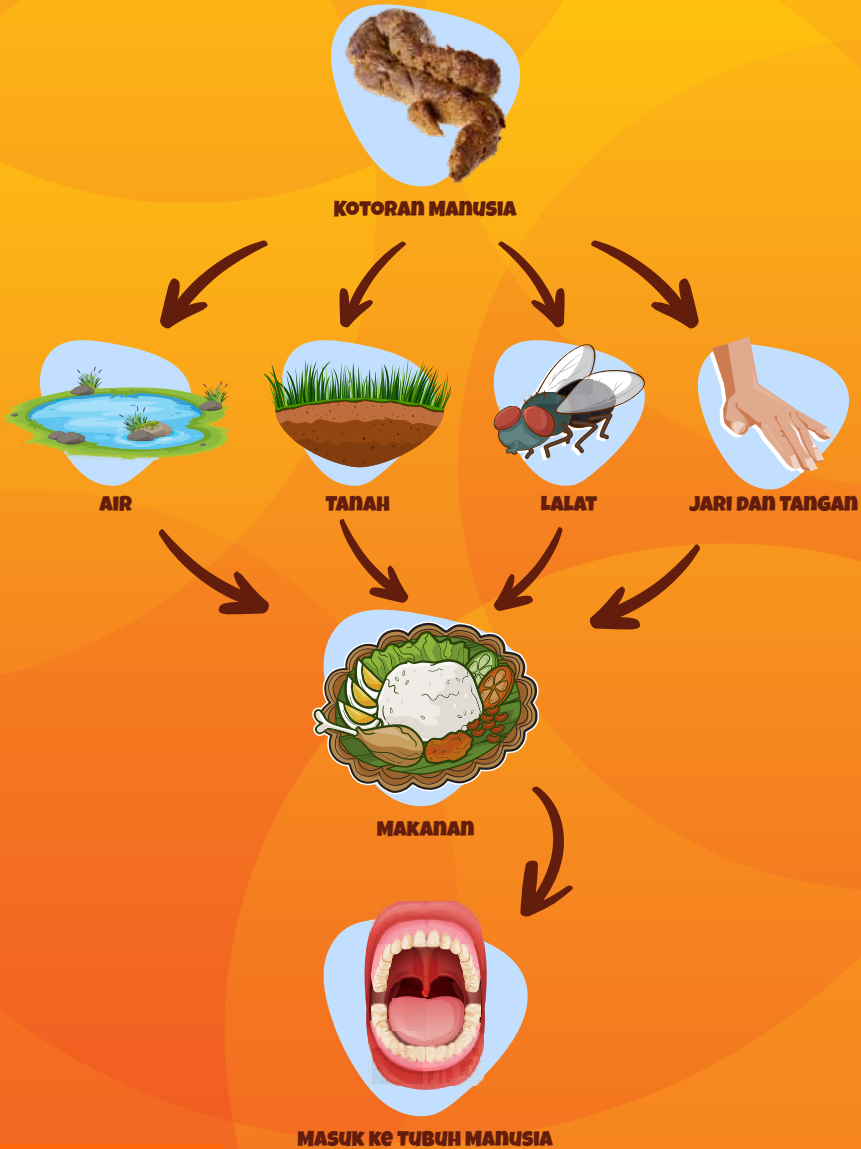 KOTORAN MANUSIA
AIR
TANAH
LALAT
JARI DAN TANGAN
MAKANAN
MASUK KE TUBUH MANUSIA